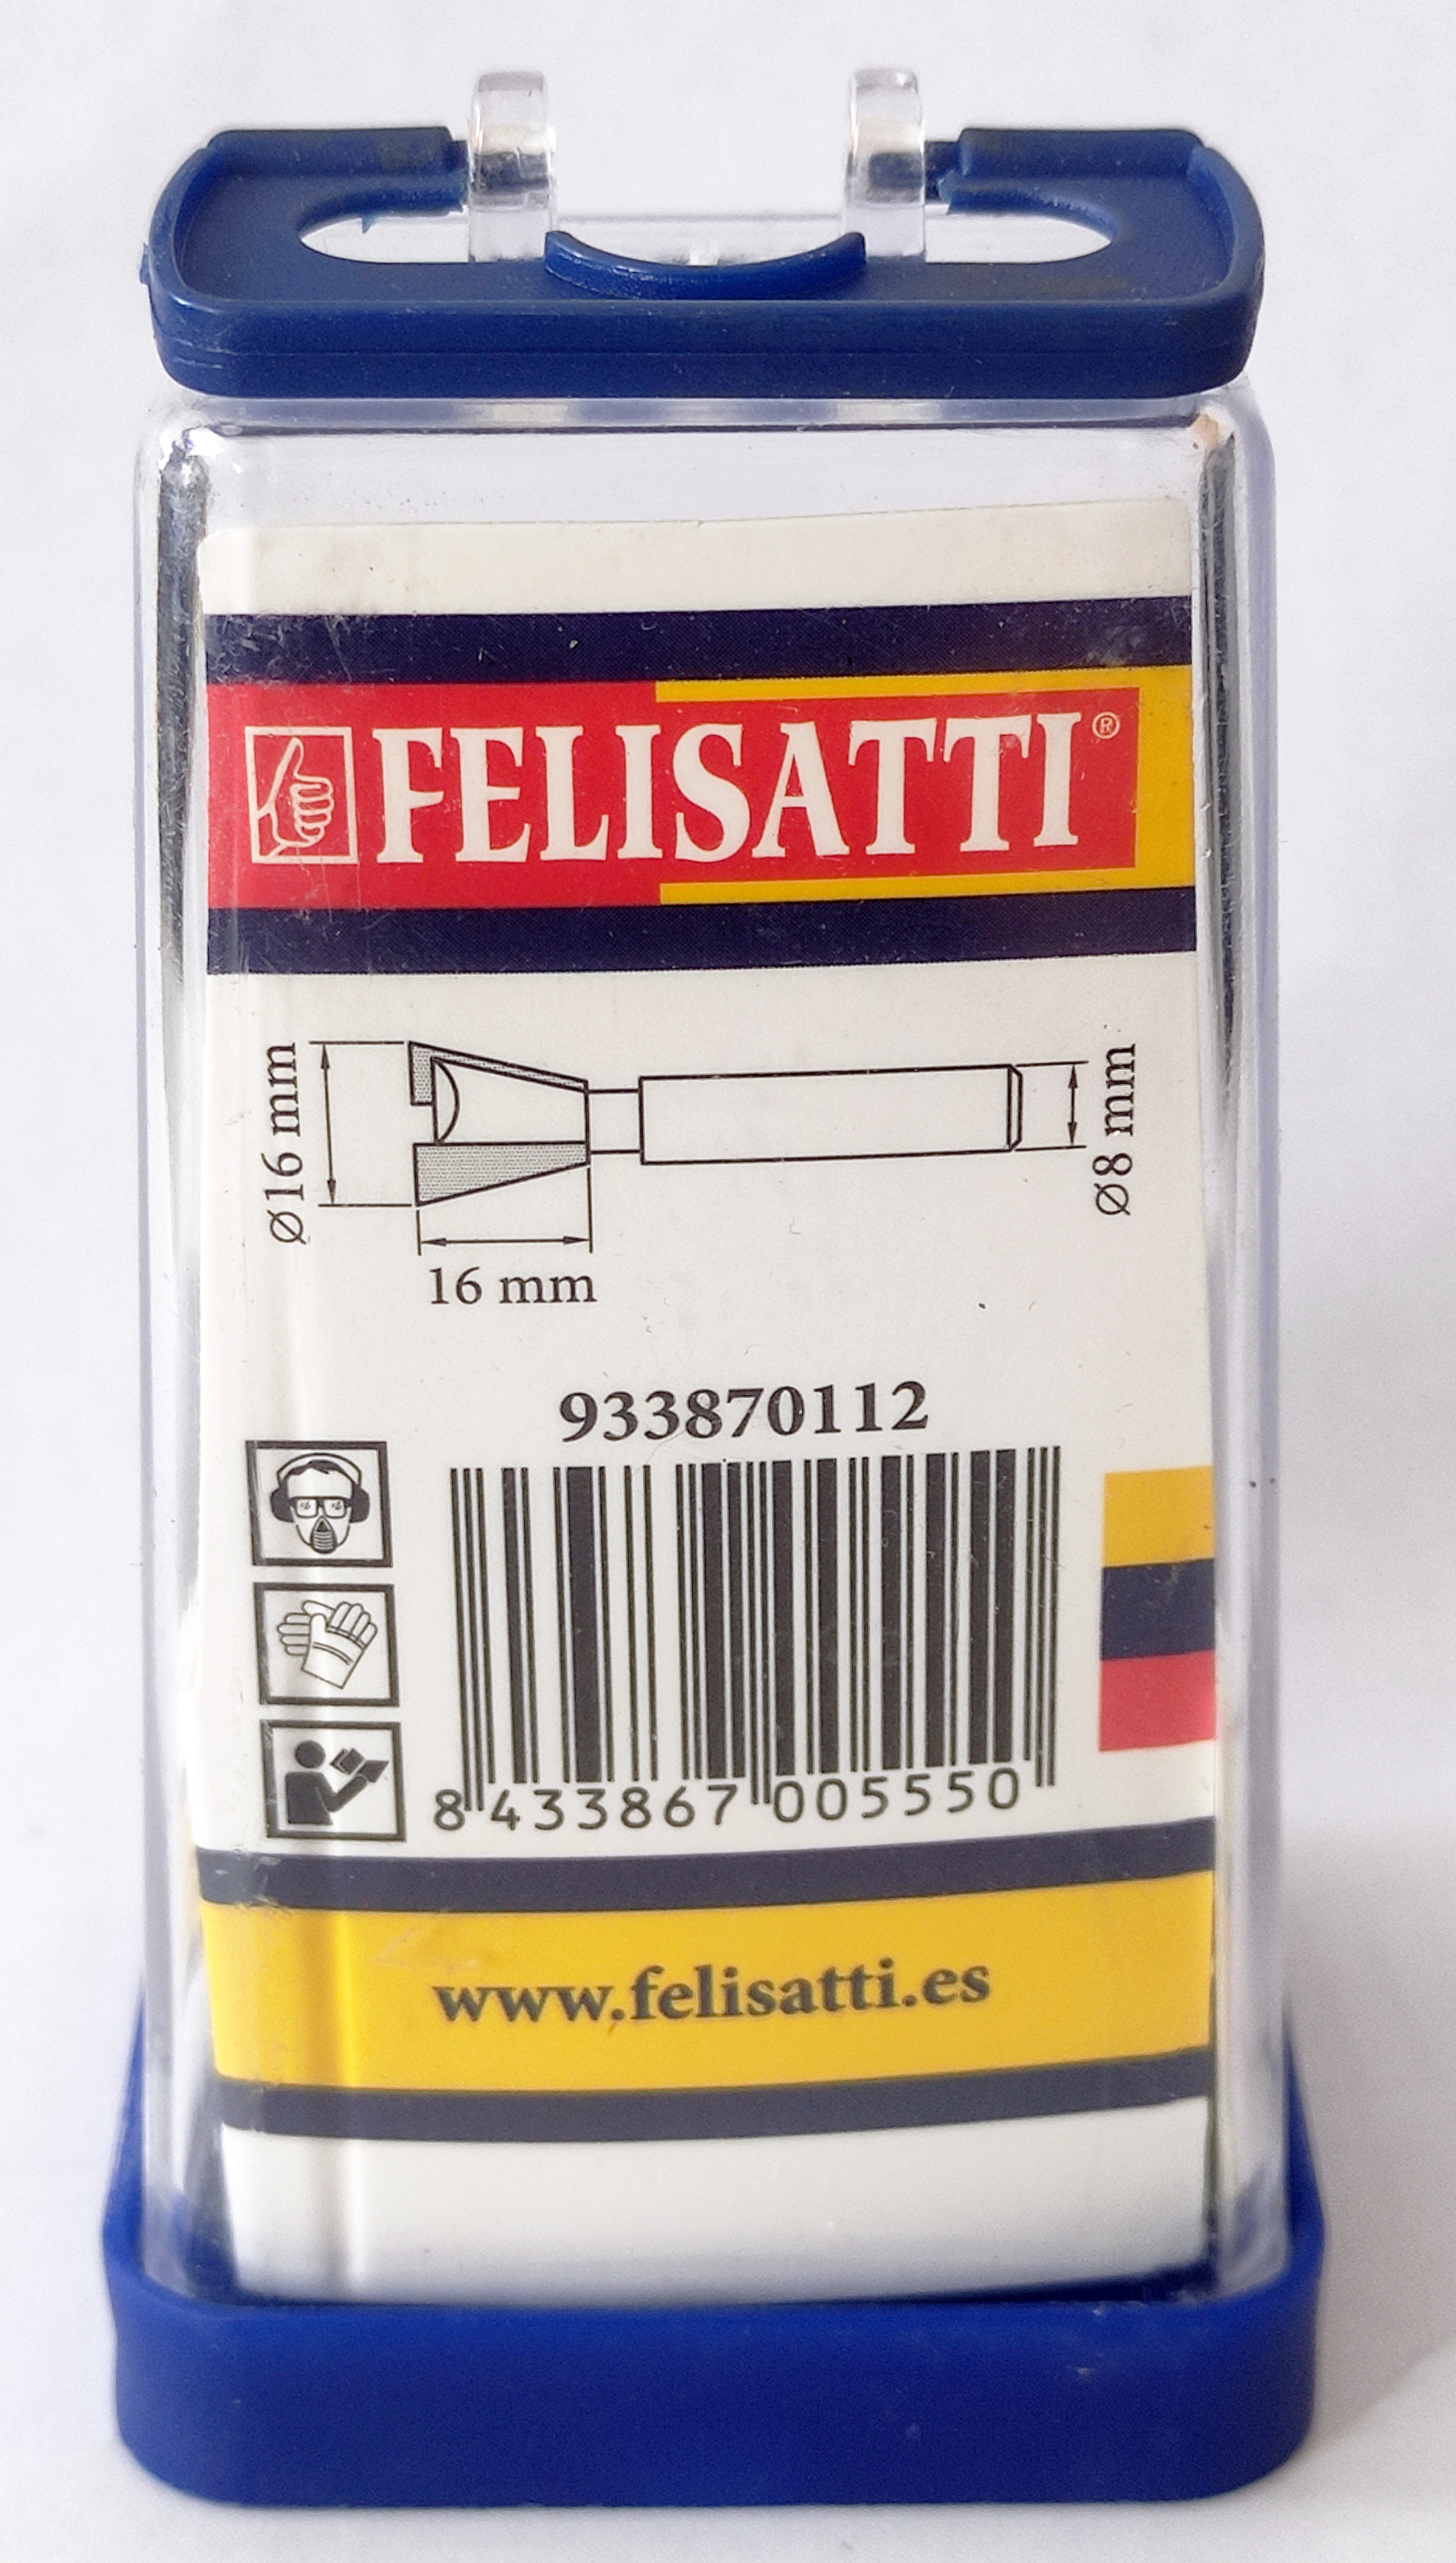 FELISATTI®
Ø16 mm
Ø8 mm
16 mm
933870112
8 433867 005550
www.felisatti.es